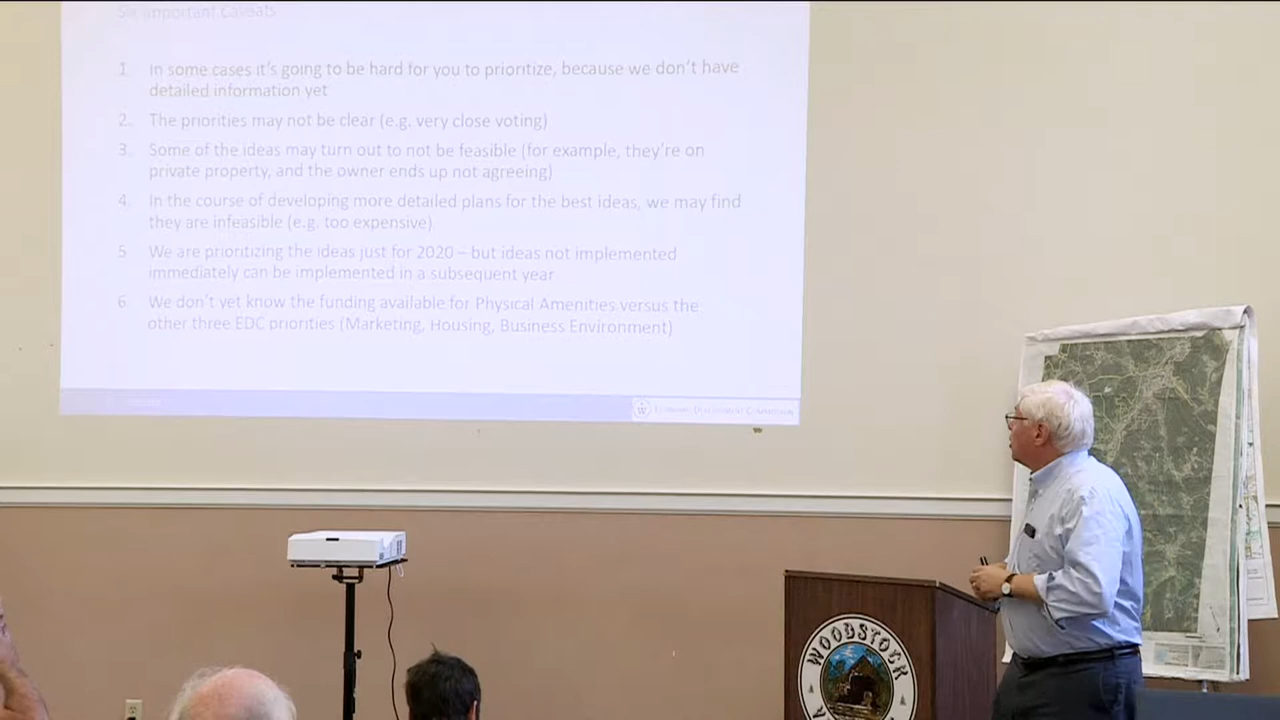 Six Important Caveats
1. In some cases it's going to be hard for you to prioritize, because we don't have
detailed information yet
2. The priorities may not be clear (e.g. very close voting)
3. Some of the ideas may turn out to not be feasible (for example, they're on
private property, and the owner ends up not agreeing)
4. In the course of developing more detailed plans for the best ideas, we may find
they are infeasible (e.g. too expensive)
5 We are prioritizing the ideas just for 2020 – but ideas not implemented
immediately can be implemented in a subsequent year
6 We don't yet know the funding available for Physical Amenities versus the
other three EDC priorities (Marketing, Housing, Business Environment)
W ECONOMIC DEVELOPMENT COMMISSION
WOODSTOCK